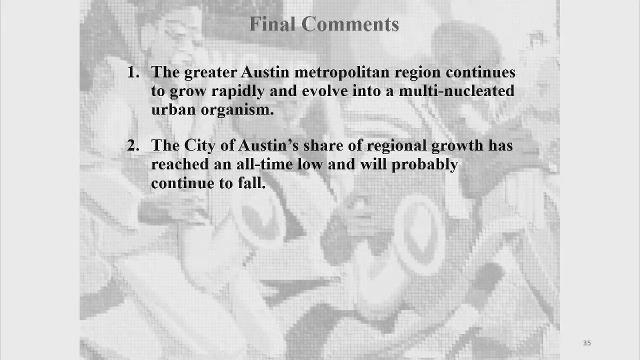 Final Comments
1. The greater Austin metropolitan region continues
to grow rapidly and evolve into a multi-nucleated
urban organism.
2. The City of Austin's share of regional growth has
reached an all-time low and will probably
continue to fall.
35